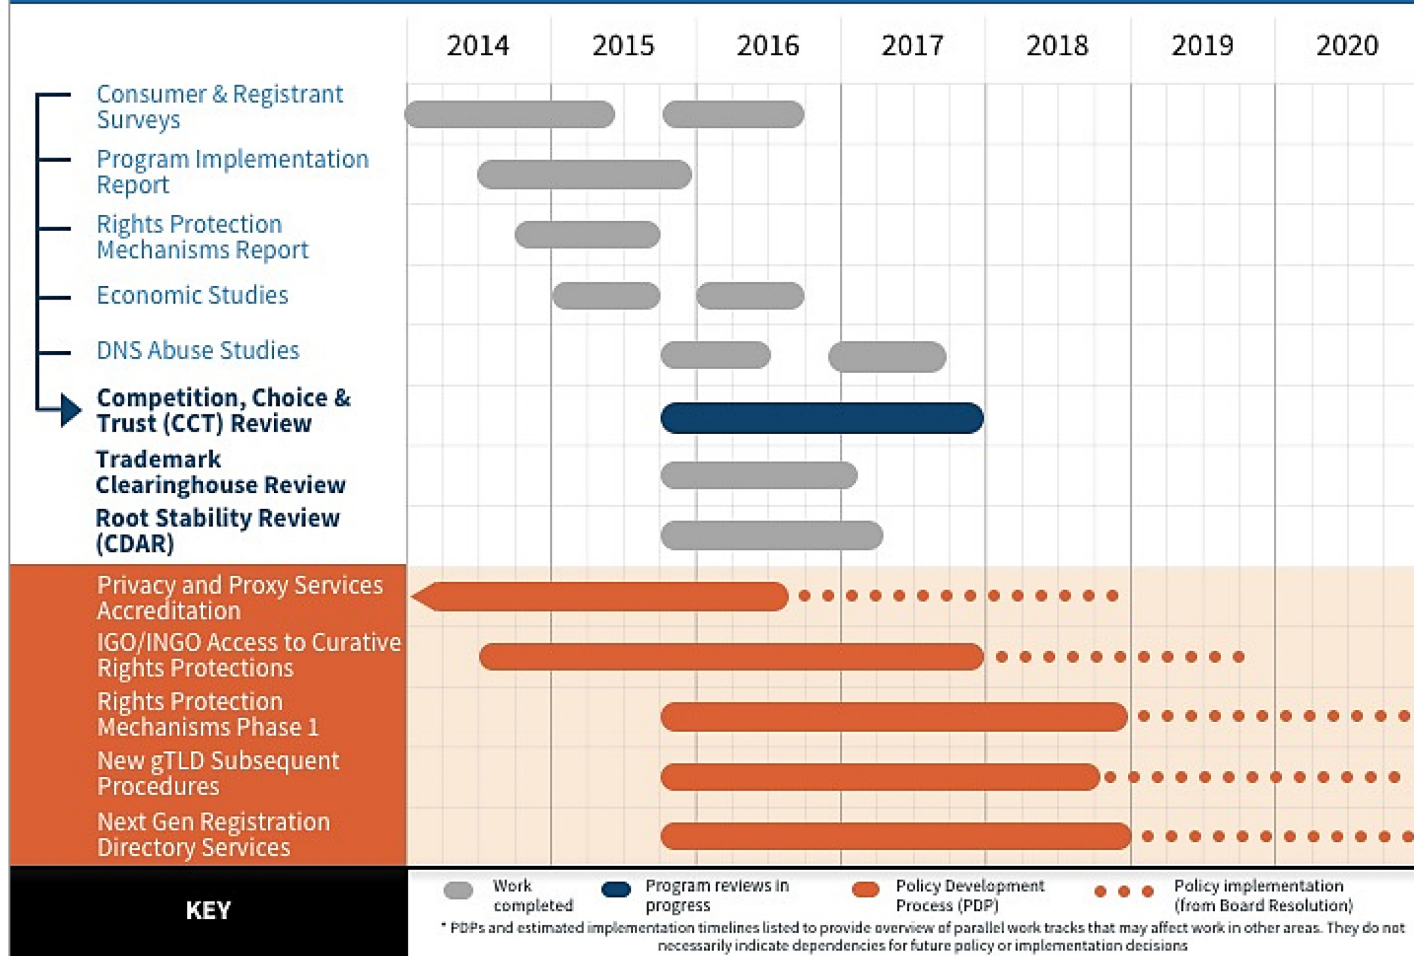 2014 2015 2016 2017 2018 2019 2020
Consumer & Registrant
Surveys
Program Implementation
Report
Rights Protection
Mechanisms Report
Economic Studies
DNS Abuse Studies
Competition, Choice &
Trust (CCT) Review
Trademark
Clearinghouse Review
Root Stability Review
(CDAR)
Privacy and Proxy Services
Accreditation
IGO/INGO Access to Curative
Rights Protections
Rights Protection
Mechanisms Phase 1
New gTLD Subsequent
Procedures
Next Gen Registration
Directory Services
KEY
Work
completed
Program reviews in
progress
Policy Development
Process (PDP)
Policy implementation
(from Board Resolution)
* PDPs and estimated implementation timelines listed to provide overview of parallel work tracks that may affect work in other areas. They do not
necessarily indicate dependencies for future policy or implementation decisions